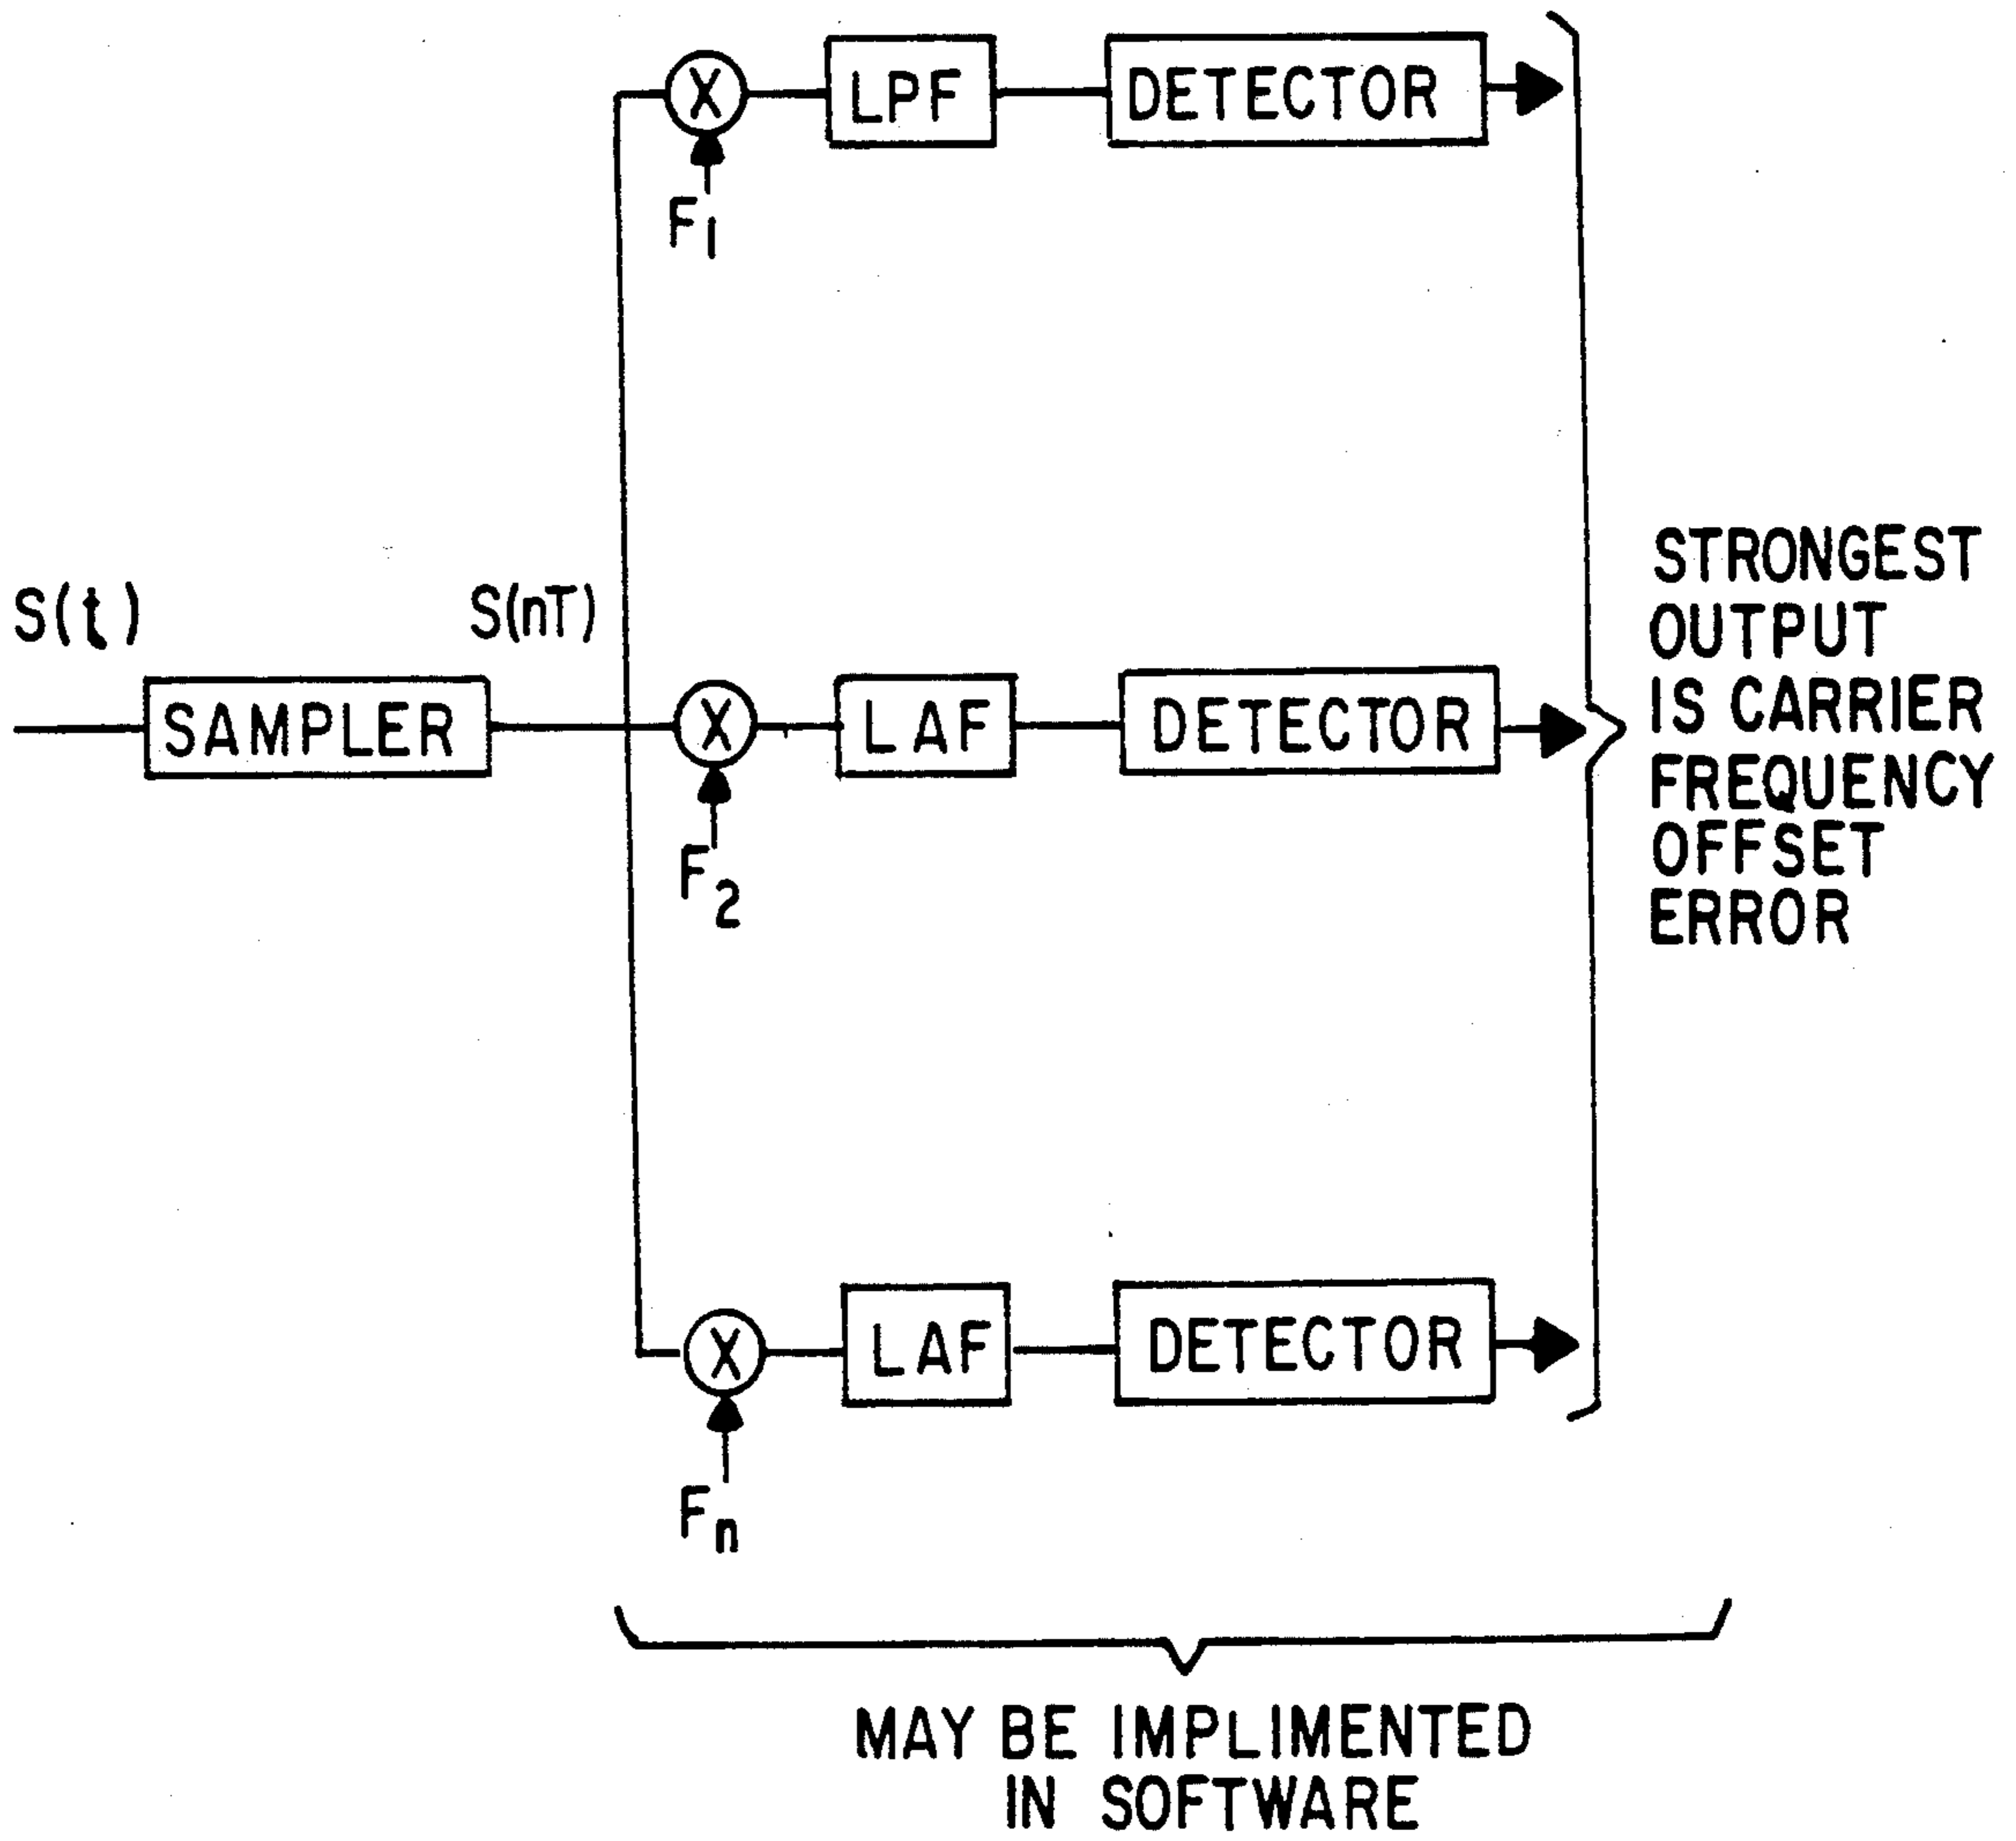 LPF
DETECTOR
F1
S(t)
S(nT)
SAMPLER
LAF
DETECTOR
F2
STRONGEST
OUTPUT
IS CARRIER
FREQUENCY
OFFSET
ERROR
LAF
DETECTOR
Fn
MAY BE IMPLIMENTED
IN SOFTWARE